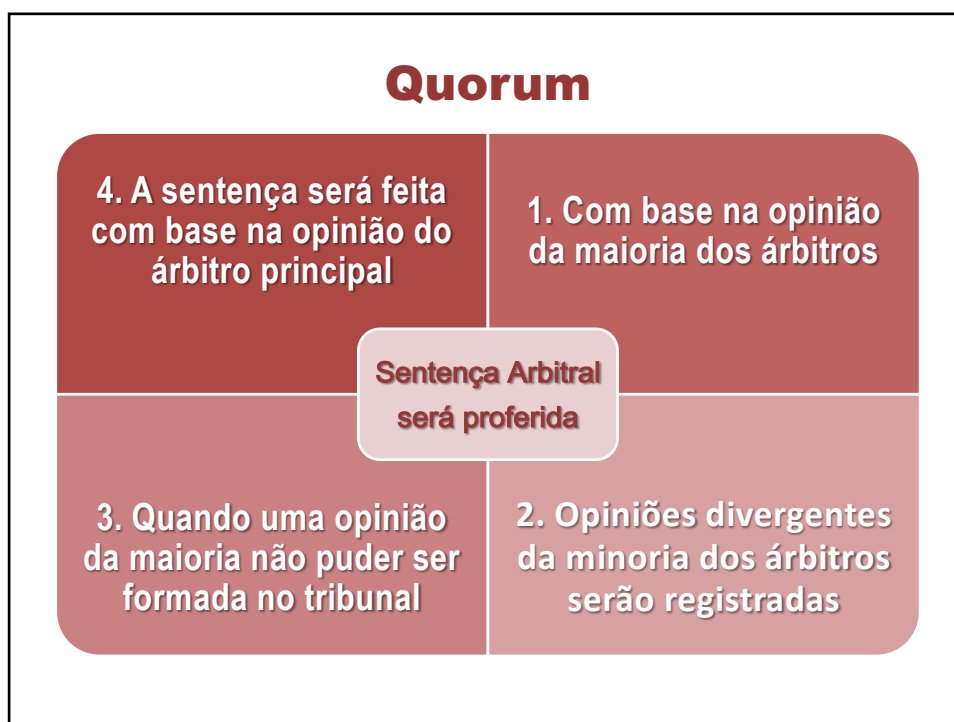 Quorum
4. A sentença será feita
com base na opinião do
árbitro principal
1. Com base na opinião
da maioria dos árbitros
Sentença Arbitral
será proferida
3. Quando uma opinião
da maioria não puder ser
formada no tribunal
2. Opiniões divergentes
da minoria dos árbitros
serão registradas